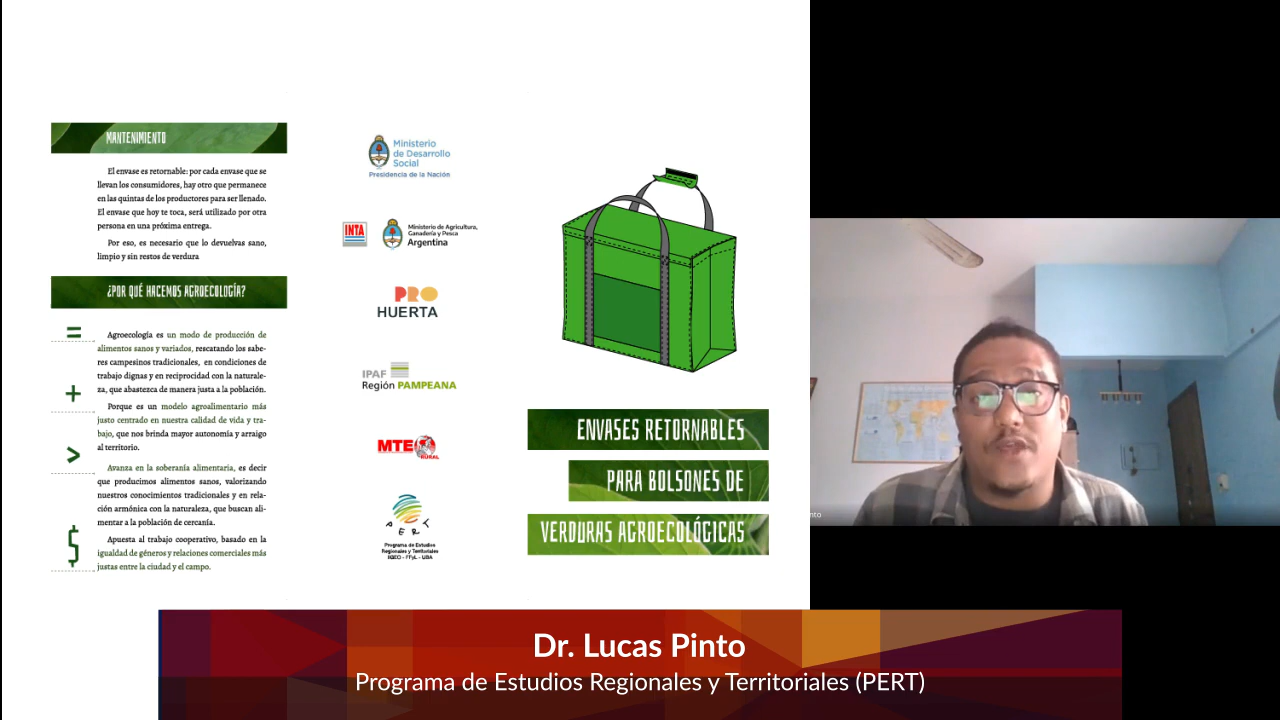 MANTENIMIENTO
El envase es retornable: por cada envase que se
llevan los consumidores, hay otro que permanece
en las quintas de los productores para ser llenado.
El envase que hoy te toca, será utilizado por otra
persona en una próxima entrega.
Por eso, es necesario que lo devuelvas sano,
limpio y sin restos de verdura
¿POR QUÉ HACEMOS AGROECOLOGÍA?
=
+
>
$
Agroecología es un modo de producción de
alimentos sanos y variados, rescatando los sabe-
res campesinos tradicionales, en condiciones de
trabajo dignas y en reciprocidad con la naturale-
za, que abastezca de manera justa a la población.
Porque es un modelo agroalimentario más
justo centrado en nuestra calidad de vida y tra-
bajo, que nos brinda mayor autonomía y arraigo
al territorio.
Avanza en la soberanía alimentaria, es decir
que producimos alimentos sanos, valorizando
nuestros conocimientos tradicionales y en rela-
ción armónica con la naturaleza, que buscan ali-
mentar a la población de cercanía.
Apuesta al trabajo cooperativo, basado en la
igualdad de géneros y relaciones comerciales más
justas entre la ciudad y el campo.
Ministerio
de Desarrollo
Social
Presidencia de la Nación
INTA
Ministerio de Agricultura,
Ganadería y Pesca
Argentina
PRO
HUERTA
IPAF
Región PAMPEANA
MTE
RURAL
PERT
Programa de Estudios
Regionales y Territoriales
IIGEO - FFyL - UBA
ENVASES RETORNABLES
PARA BOLSONES DE
VERDURAS AGROECOLÓGICAS
nto
Dr. Lucas Pinto
Programa de Estudios Regionales y Territoriales (PERT)